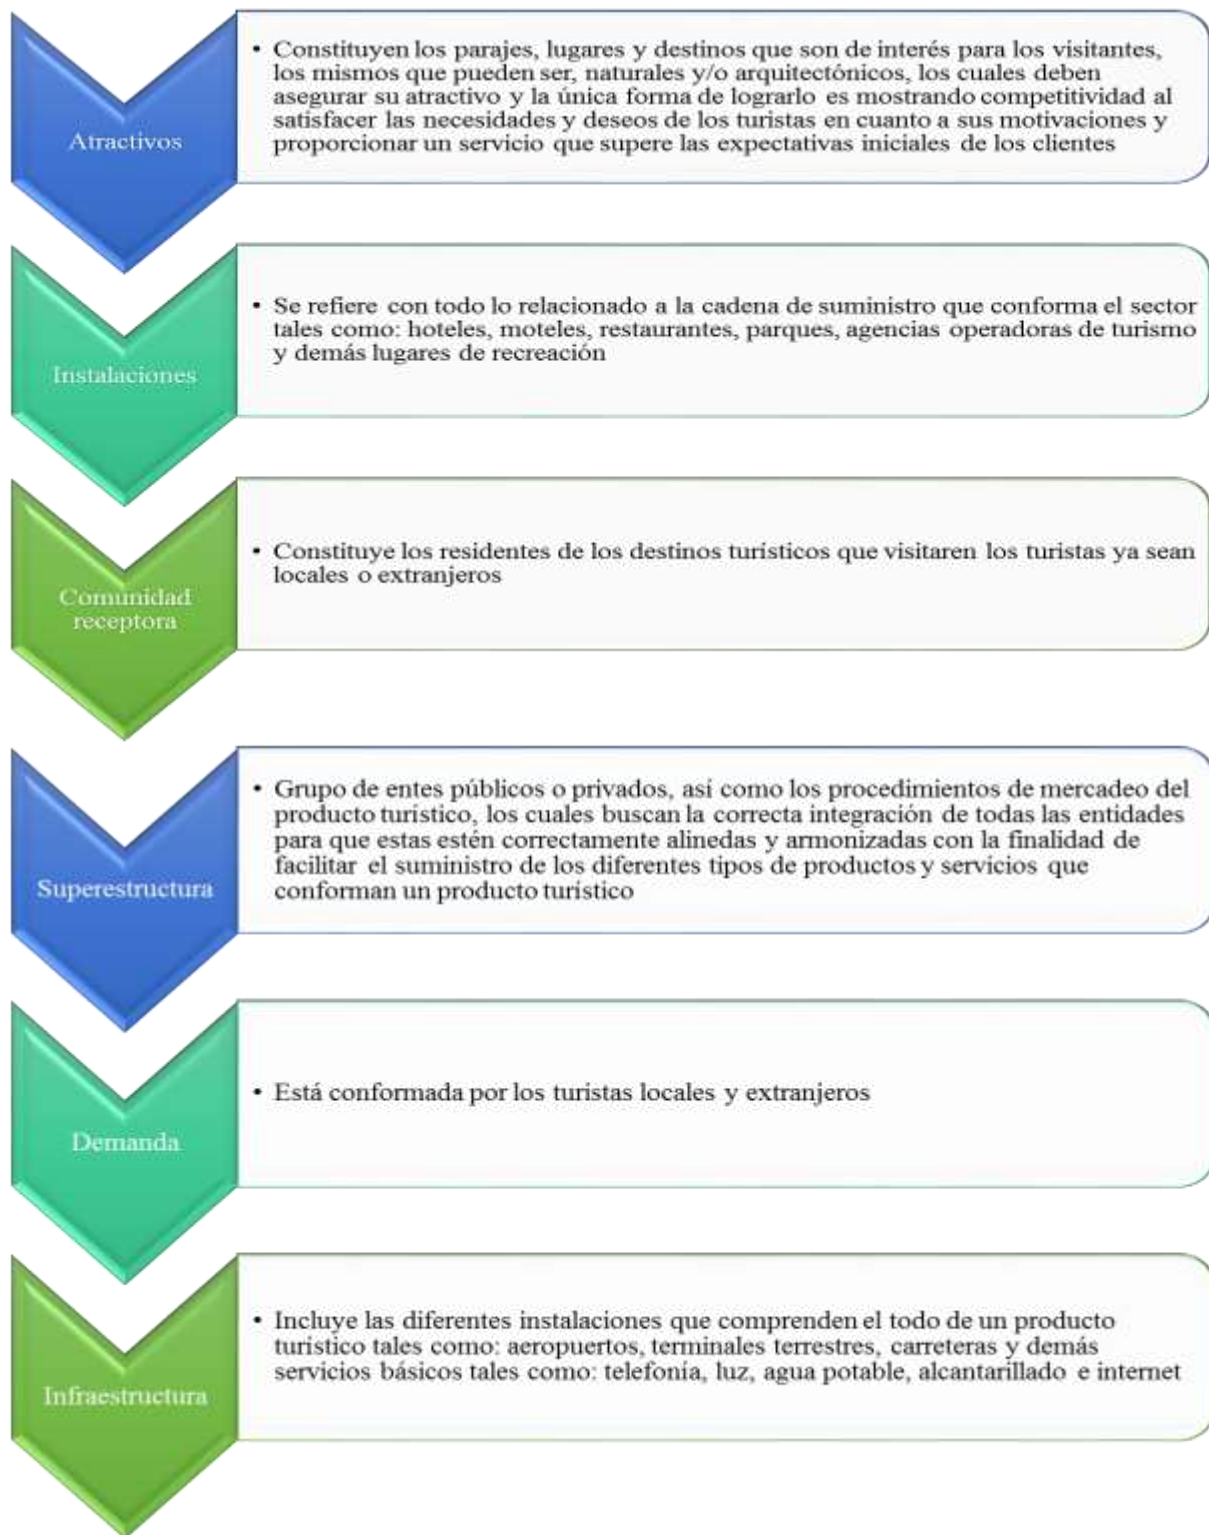 Atractivos
• Constituyen los parajes, lugares y destinos que son de interés para los visitantes,
los mismos que pueden ser, naturales y/o arquitectónicos, los cuales deben
asegurar su atractivo y la única forma de lograrlo es mostrando competitividad al
satisfacer las necesidades y deseos de los turistas en cuanto a sus motivaciones y
proporcionar un servicio que supere las expectativas iniciales de los clientes
Instalaciones
• Se refiere con todo lo relacionado a la cadena de suministro que conforma el sector
tales como: hoteles, moteles, restaurantes, parques, agencias operadoras de turismo
y demás lugares de recreación
Comunidad
receptora
• Constituye los residentes de los destinos turísticos que visitaren los turistas ya sean
locales o extranjeros
Superestructura
• Grupo de entes públicos o privados, así como los procedimientos de mercadeo del
producto turístico, los cuales buscan la correcta integración de todas las entidades
para que estas estén correctamente alinedas y armonizadas con la finalidad de
facilitar el suministro de los diferentes tipos de productos y servicios que
conforman un producto turístico
Demanda
• Está conformada por los turistas locales y extranjeros
Infraestructura
• Incluye las diferentes instalaciones que comprenden el todo de un producto
turístico tales como: aeropuertos, terminales terrestres, carreteras y demás
servicios básicos tales como: telefonía, luz, agua potable, alcantarillado e internet